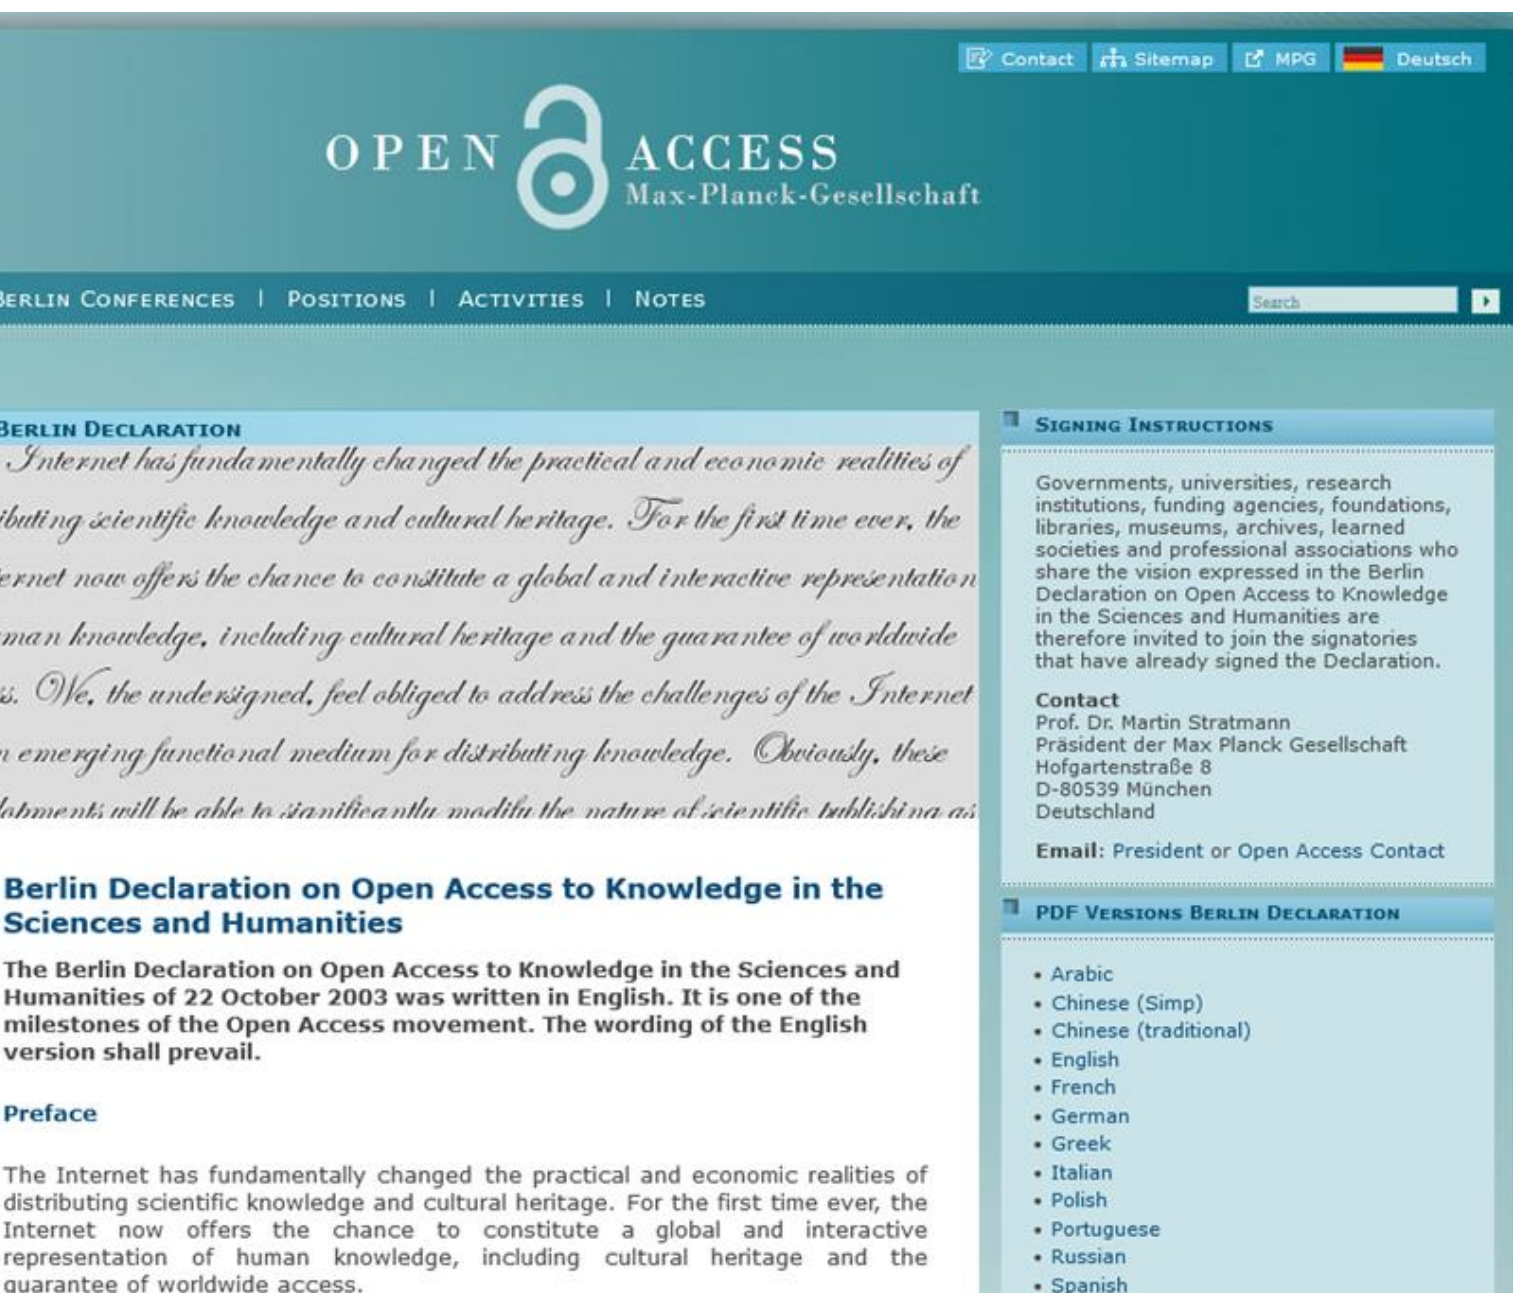 Contact Sitemap MPG Deutsch
OPEN ACCESS
Max-Planck-Gesellschaft
BERLIN CONFERENCES | POSITIONS | ACTIVITIES | NOTES
Search
BERLIN DECLARATION
Internet has fundamentally changed the practical and economic realities of
ibuting scientific knowledge and cultural heritage. For the first time ever, the
ernet now offers the chance to constitute a global and interactive representation
man knowledge, including cultural heritage and the guarantee of worldwide
s. We, the undersigned, feel obliged to address the challenges of the Internet
n emerging functional medium for distributing knowledge. Obviously, these
lopments will be able to significantly modify the nature of scientific publishing as
Berlin Declaration on Open Access to Knowledge in the
Sciences and Humanities
The Berlin Declaration on Open Access to Knowledge in the Sciences and
Humanities of 22 October 2003 was written in English. It is one of the
milestones of the Open Access movement. The wording of the English
version shall prevail.
Preface
The Internet has fundamentally changed the practical and economic realities of
distributing scientific knowledge and cultural heritage. For the first time ever, the
Internet now offers the chance to constitute a global and interactive
representation of human knowledge, including cultural heritage and the
guarantee of worldwide access.
SIGNING INSTRUCTIONS
Governments, universities, research
institutions, funding agencies, foundations,
libraries, museums, archives, learned
societies and professional associations who
share the vision expressed in the Berlin
Declaration on Open Access to Knowledge
in the Sciences and Humanities are
therefore invited to join the signatories
that have already signed the Declaration.
Contact
Prof. Dr. Martin Stratmann
Präsident der Max Planck Gesellschaft
Hofgartenstraße 8
D-80539 München
Deutschland
Email: President or Open Access Contact
PDF VERSIONS BERLIN DECLARATION
• Arabic
• Chinese (Simp)
• Chinese (traditional)
• English
• French
• German
• Greek
• Italian
• Polish
• Portuguese
• Russian
• Spanish